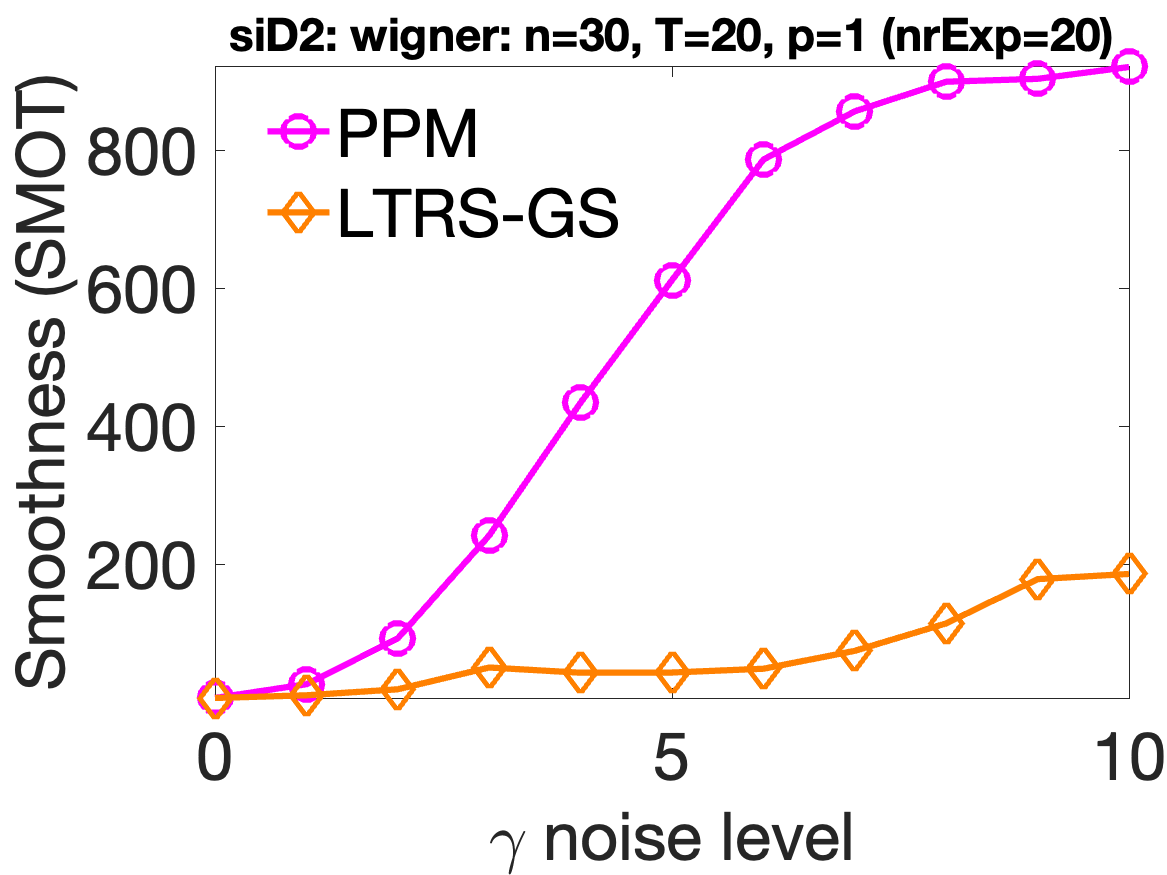 siD2: wigner: n=30, T=20, p=1 (nrExp=20)
PPM
LTRS-GS
Smoothness (SMOT)
800
600
400
200
0
5
10
γ noise level